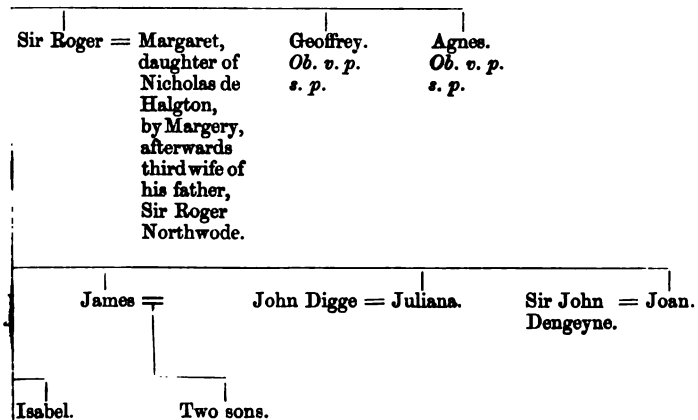 Sir Roger = Margaret, Geoffrey. Agnes.
daughter of Ob. v. p. Ob. v. p.
Nicholas de s. p. s. p.
Halgton,
by Margery,
afterwards
third wife of
his father,
Sir Roger
Northwode.
James = John Digge = Juliana. Sir John = Joan.
Dengeyne.
Isabel. Two sons.